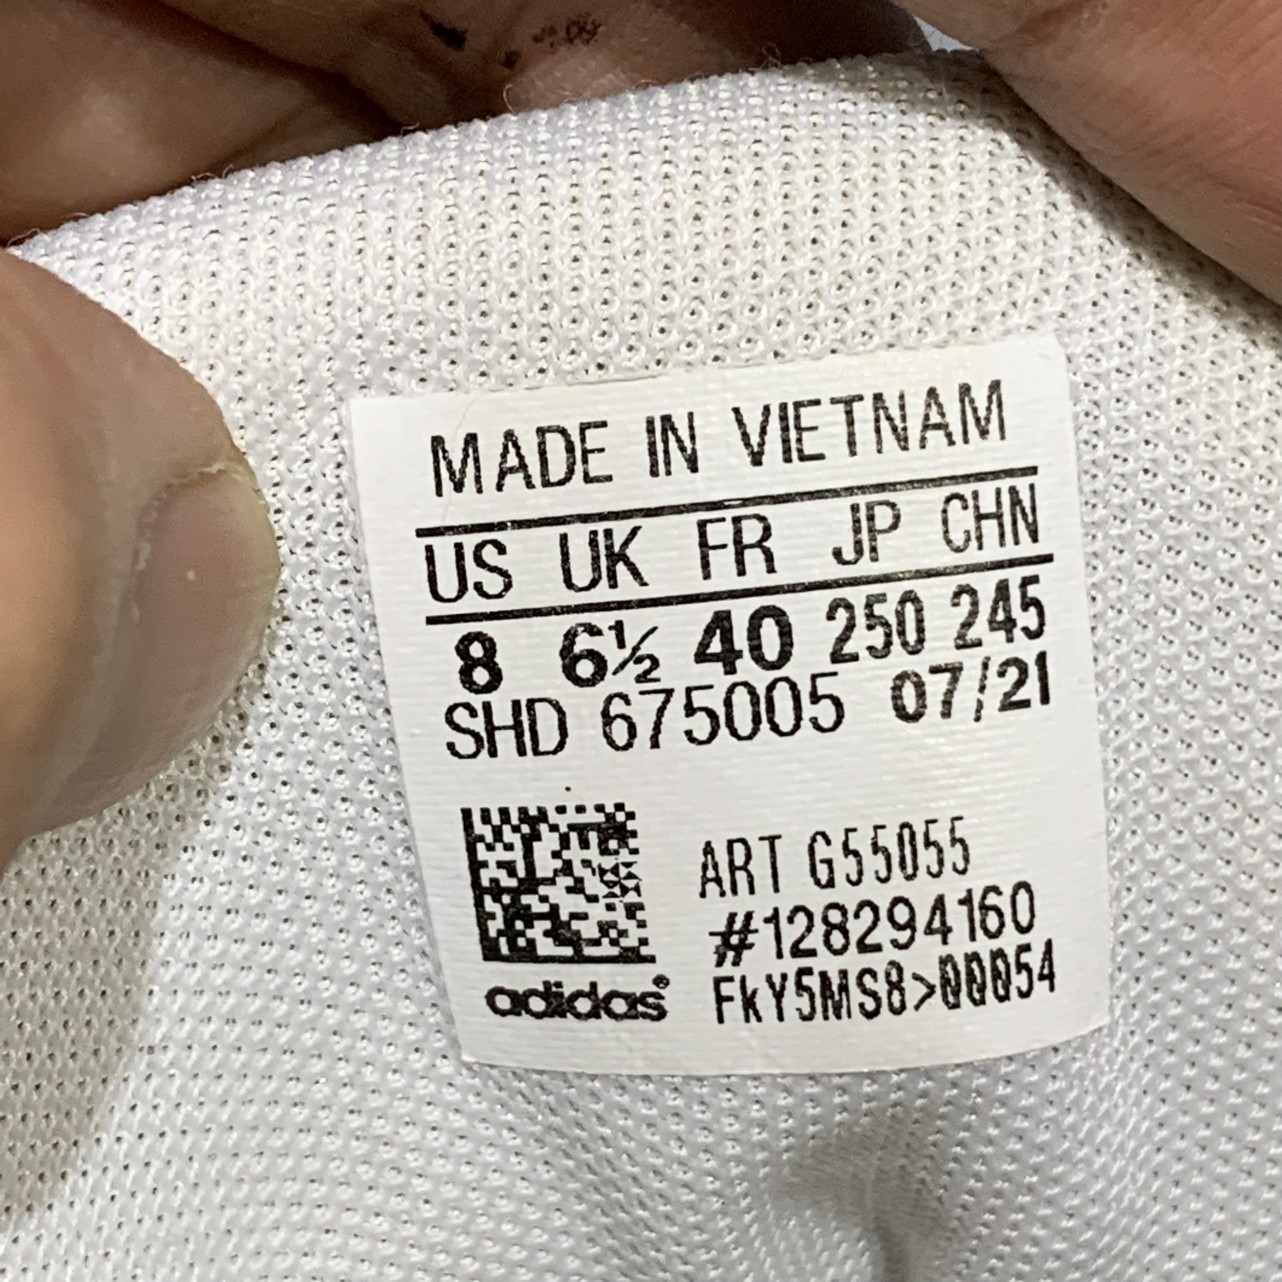 MADE IN VIETNAM
US UK FR JP CHN
8 6½ 40 250 245
SHD 675005 07/21
ART G55055
#128294160
adidas®
FkY5MS8>00054